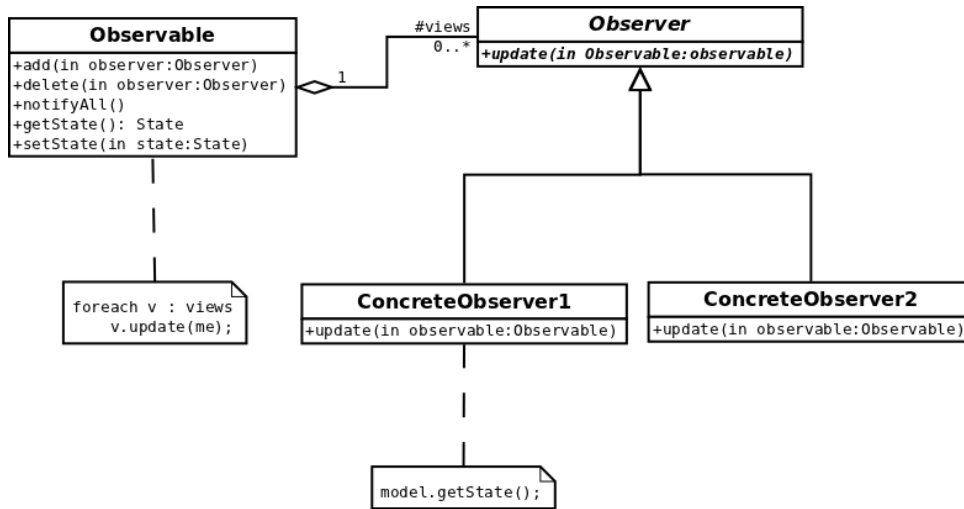 Observable
+add(in observer:Observer)
+delete(in observer:Observer)
+notifyAll()
+getState(): State
+setState(in state:State)
1
#views
0..*
Observer
+update(in Observable:observable)
foreach v : views
v.update(me);
ConcreteObserver1
+update(in observable:Observable)
ConcreteObserver2
+update(in observable:Observable)
model.getState();